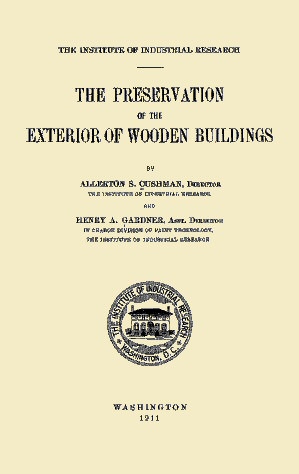 THE INSTITUTE OF INDUSTRIAL RESEARCH
THE PRESERVATION
OF THE
EXTERIOR OF WOODEN BUILDINGS
BY
ALLERTON S. CUSHMAN, DIRECTOR
THE INSTITUTE OF INDUSTRIAL RESEARCH
AND
HENRY A. GARDNER, ASST. DIRECTOR
IN CHARGE DIVISION OF PAINT TECHNOLOGY,
THE INSTITUTE OF INDUSTRIAL RESEARCH
THE INSTITUTE OF INDUSTRIAL RESEARCH
WASHINGTON, D.C.
WASHINGTON
1911